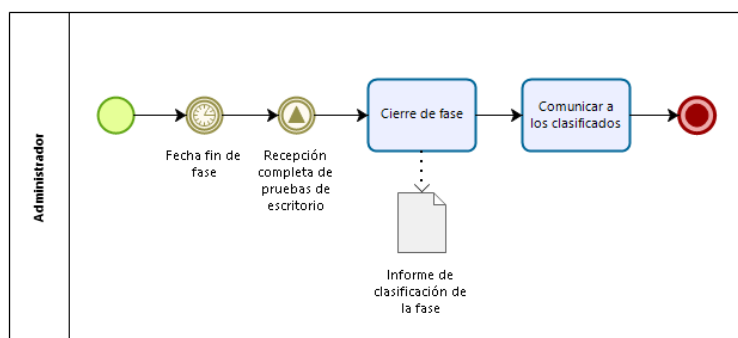 Administrador
Fecha fin de
fase
Recepción
completa de
pruebas de
escritorio
Cierre de fase
Comunicar a
los clasificados
Informe de
clasificación de
la fase